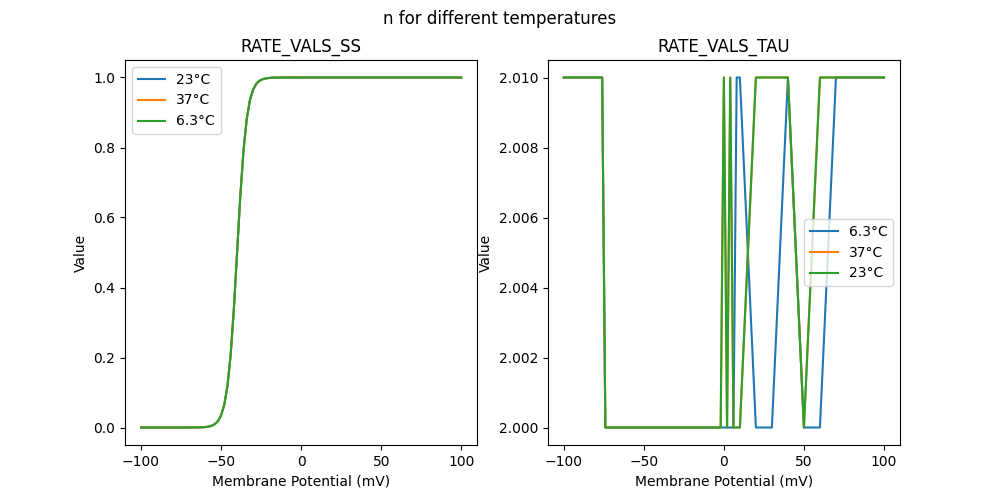 n for different temperatures
RATE_VALS_SS
RATE_VALS_TAU
1.0
0.8
0.6
0.4
0.2
0.0
Value
23°C
37°C
6.3°C
−100
−50
0
50
100
Membrane Potential (mV)
2.010
2.008
2.006
2.004
2.002
2.000
Value
6.3°C
37°C
23°C
−100
−50
0
50
100
Membrane Potential (mV)